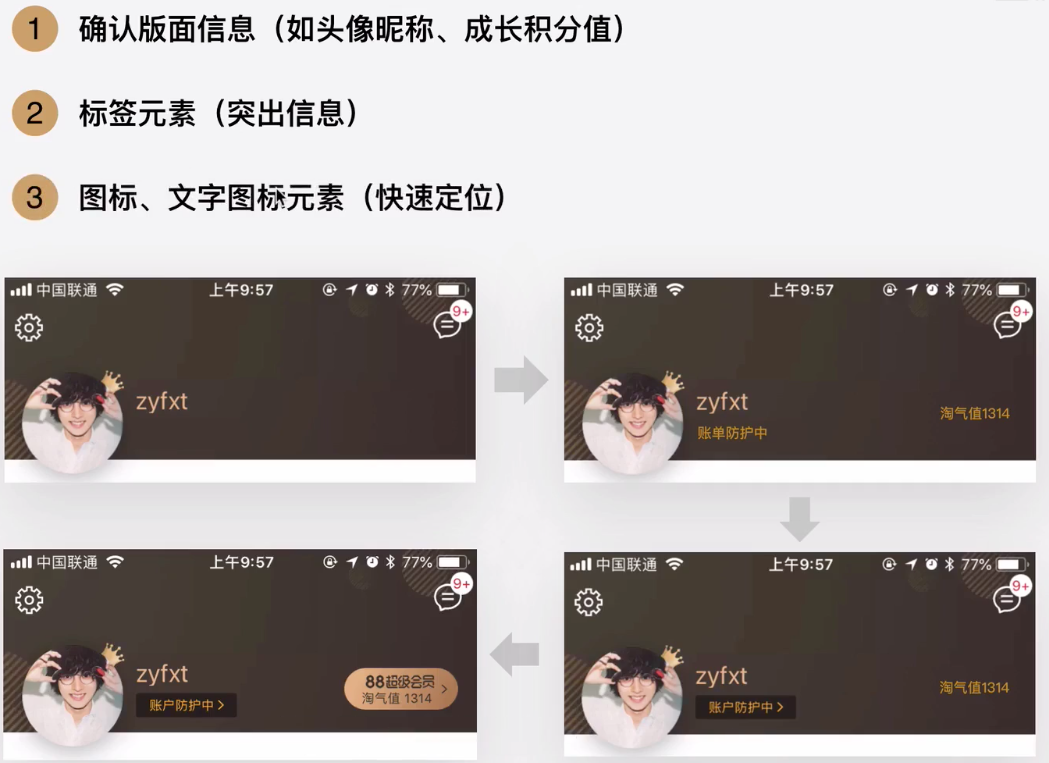 1 确认版面信息（如头像昵称、成长积分值）
2 标签元素（突出信息）
3 图标、文字图标元素（快速定位）
中国联通 上午9:57 77%
9+
zyfxt
中国联通 上午9:57 77%
9+
zyfxt
淘气值1314
账单防护中
中国联通 上午9:57 77%
9+
zyfxt
88超级会员
账户防护中 >
淘气值 1314
中国联通 上午9:57 77%
9+
zyfxt
淘气值1314
账户防护中 >